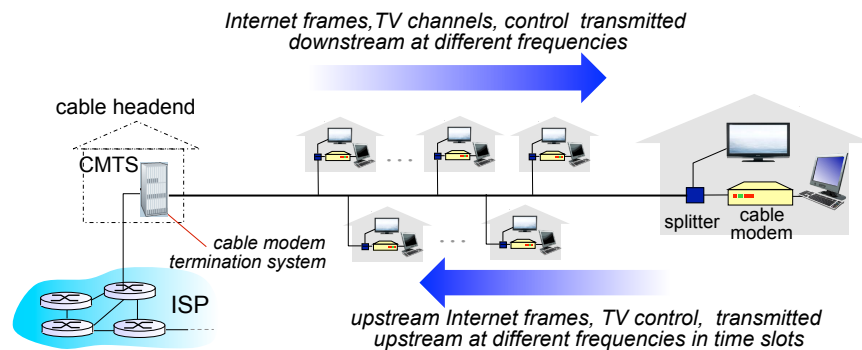 Internet frames,TV channels, control transmitted
downstream at different frequencies
cable headend
CMTS
… 
splitter
cable
modem
cable modem
termination system
…
ISP
upstream Internet frames, TV control, transmitted
upstream at different frequencies in time slots